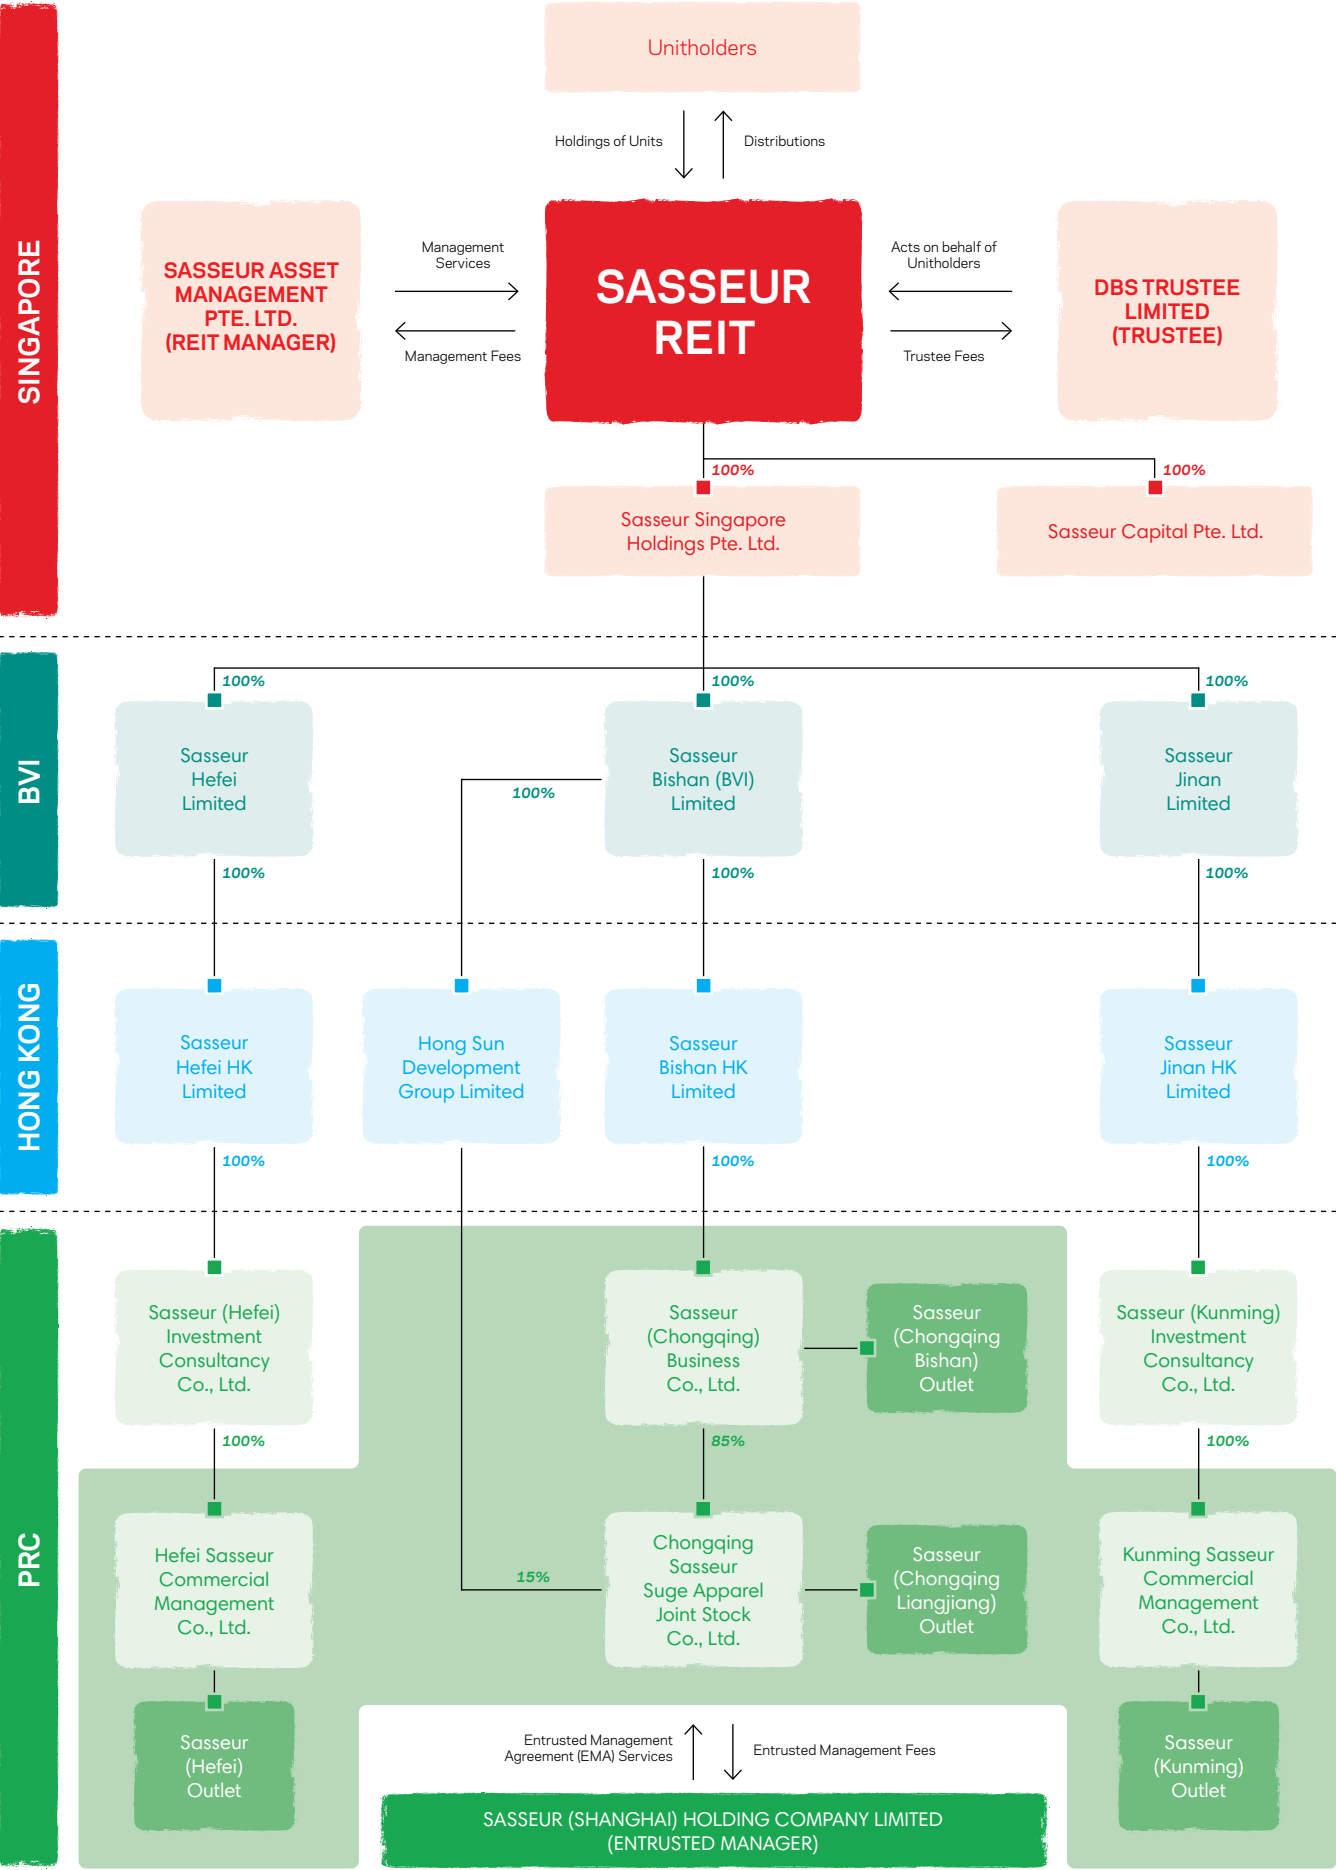 SINGAPORE
Unitholders
Holdings of Units
Distributions
SASSEUR ASSET
MANAGEMENT
PTE. LTD.
(REIT MANAGER)
Management
Services
Management Fees
SASSEUR
REIT
Acts on behalf of
Unitholders
Trustee Fees
DBS TRUSTEE
LIMITED
(TRUSTEE)
100%
100%
Sasseur Singapore
Holdings Pte. Ltd.
Sasseur Capital Pte. Ltd.
BVI
100%
100%
100%
Sasseur
Hefei
Limited
Sasseur
Bishan (BVI)
Limited
Sasseur
Jinan
Limited
100%
100%
100%
100%
HONG KONG
Sasseur
Hefei HK
Limited
Hong Sun
Development
Group Limited
Sasseur
Bishan HK
Limited
Sasseur
Jinan HK
Limited
100%
100%
100%
PRC
Sasseur (Hefei)
Investment
Consultancy
Co., Ltd.
Sasseur
(Chongqing)
Business
Co., Ltd.
Sasseur
(Chongqing
Bishan)
Outlet
Sasseur (Kunming)
Investment
Consultancy
Co., Ltd.
100%
85%
100%
Hefei Sasseur
Commercial
Management
Co., Ltd.
15%
Chongqing
Sasseur
Suge Apparel
Joint Stock
Co., Ltd.
Sasseur
(Chongqing
Liangjiang)
Outlet
Kunming Sasseur
Commercial
Management
Co., Ltd.
Sasseur
(Hefei)
Outlet
Entrusted Management
Agreement (EMA) Services
Entrusted Management Fees
Sasseur
(Kunming)
Outlet
SASSEUR (SHANGHAI) HOLDING COMPANY LIMITED
(ENTRUSTED MANAGER)